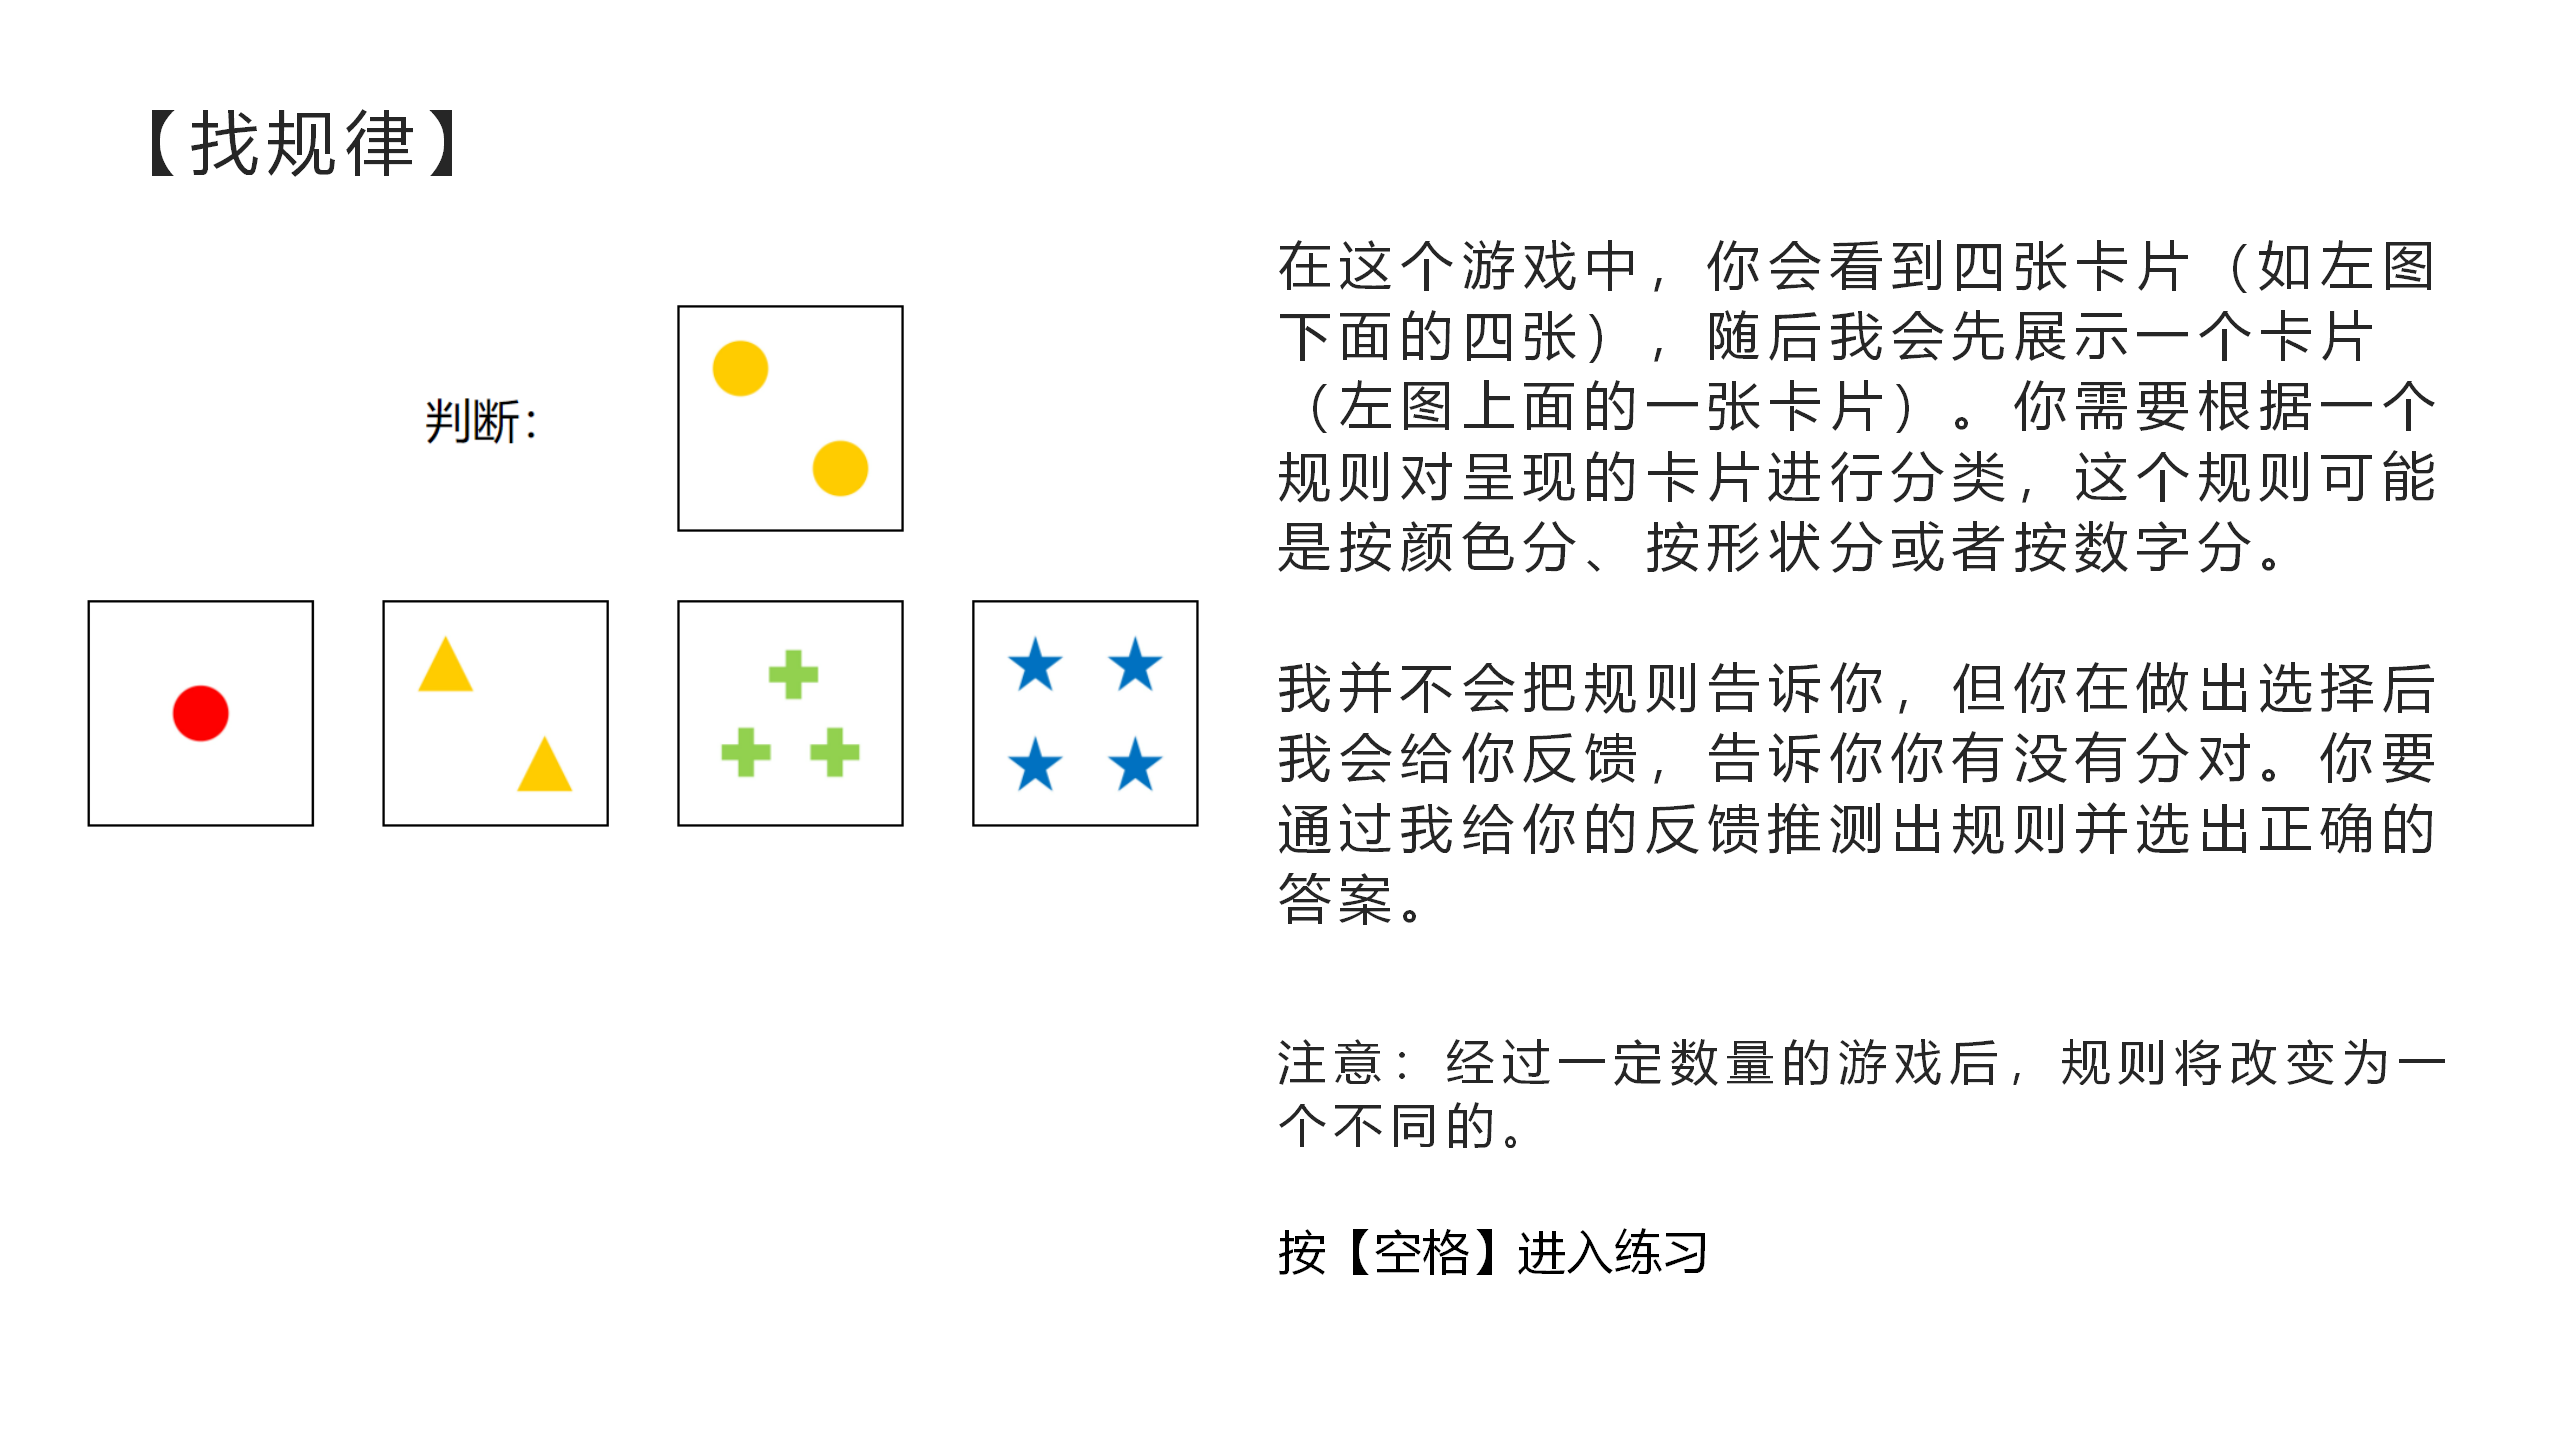 【找规律】
判断：
在这个游戏中，你会看到四张卡片（如左图
下面的四张），随后我会先展示一个卡片
（左图上面的一张卡片）。你需要根据一个
规则对呈现的卡片进行分类，这个规则可能
是按颜色分、按形状分或者按数字分。
我并不会把规则告诉你，但你在做出选择后
我会给你反馈，告诉你你有没有分对。你要
通过我给你的反馈推测出规则并选出正确的
答案。
注意：经过一定数量的游戏后，规则将改变为一
个不同的。
按【空格】进入练习